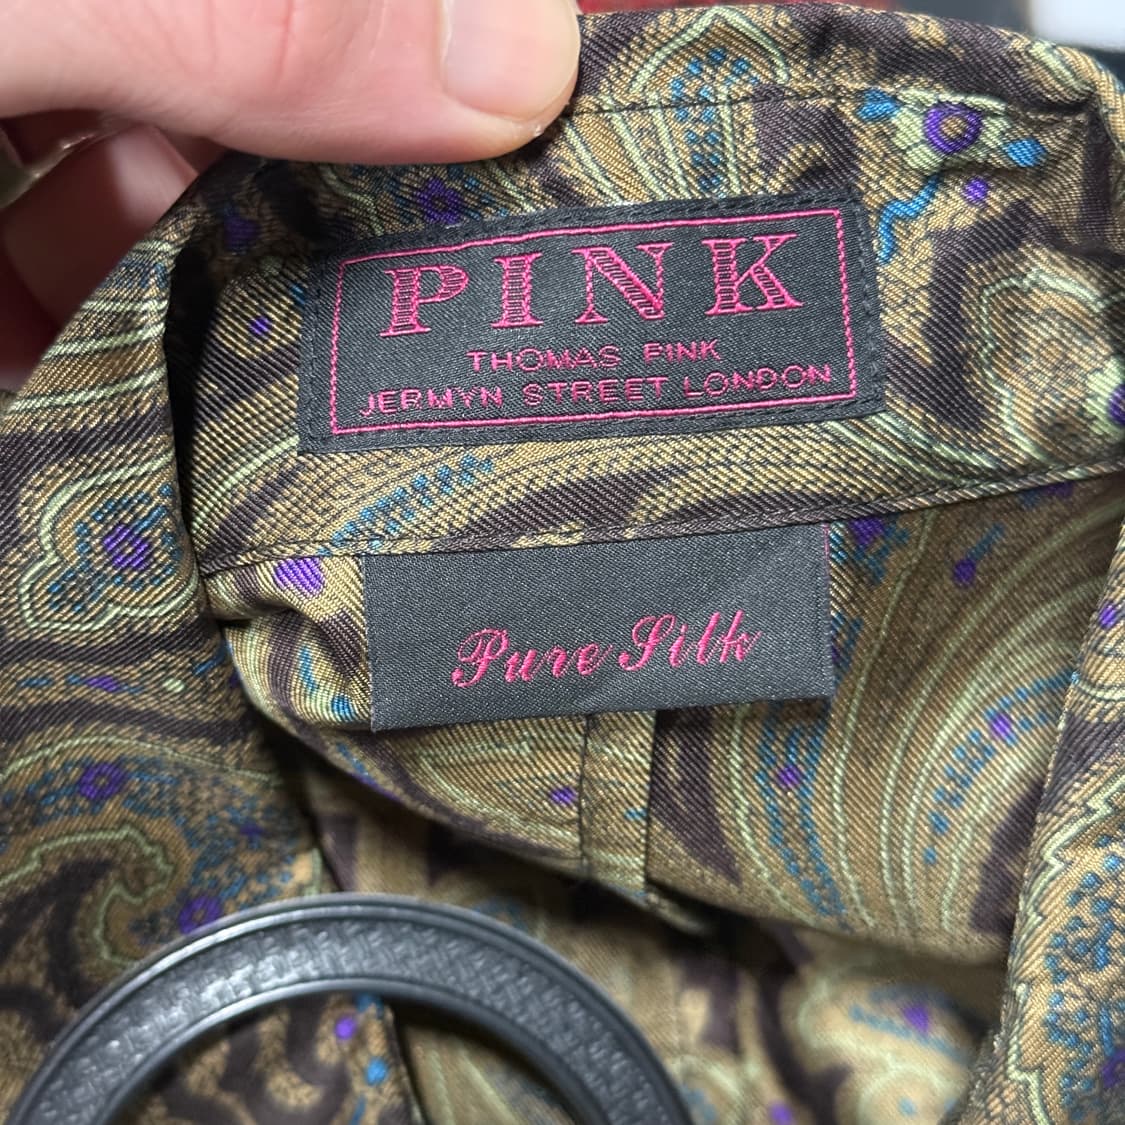 PINK
THOMAS PINK
JERMYN STREET LONDON
Pure Silk